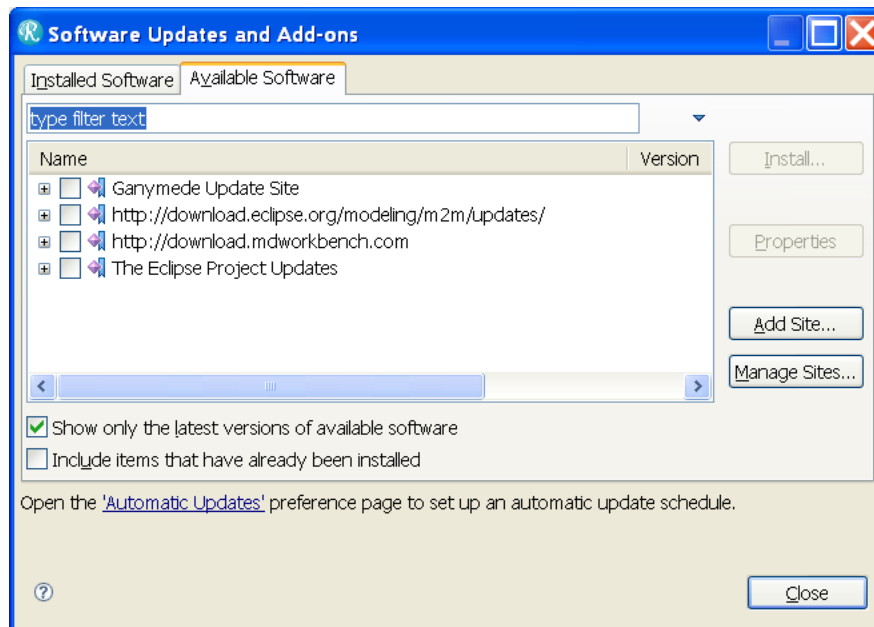 Software Updates and Add-ons
Installed Software
Available Software
type filter text
Name Version
Install...
Ganymede Update Site
http://download.eclipse.org/modeling/m2m/updates/
http://download.mdworkbench.com
Properties
The Eclipse Project Updates
Add Site...
Manage Sites...
Show only the latest versions of available software
Include items that have already been installed
Open the 'Automatic Updates' preference page to set up an automatic update schedule.
Close